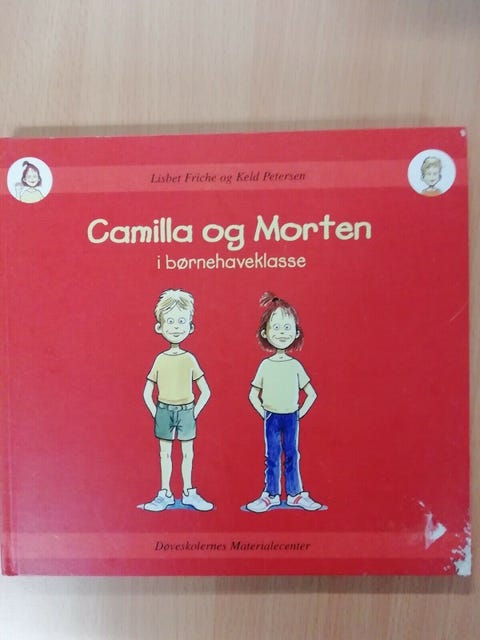 Lisbet Friche og Keld Petersen
Camilla og Morten
i børnehaveklasse
Døveskolernes Materialecenter